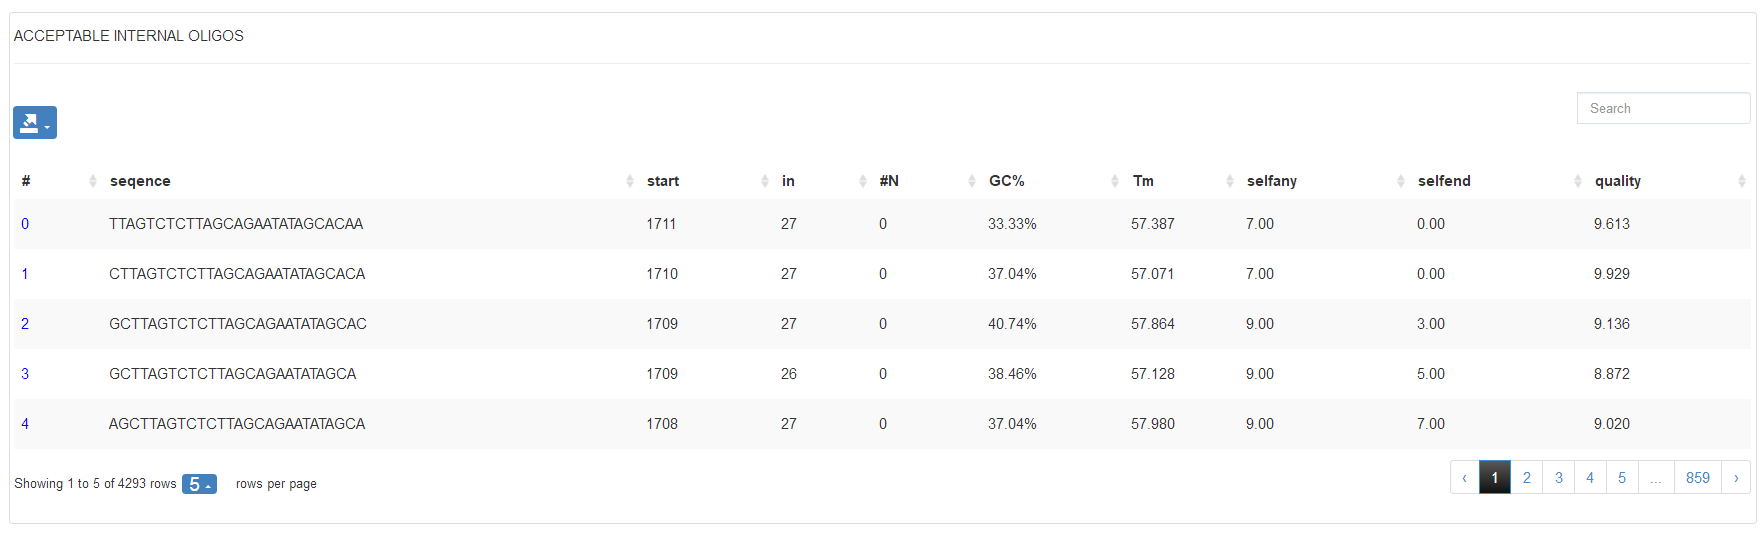 ACCEPTABLE INTERNAL OLIGOS
Search
# seqence start in #N GC% Tm selfany selfend quality
0 TTAGTCTCTTAGCAGAATATAGCACAA 1711 27 0 33.33% 57.387 7.00 0.00 9.613
1 CTTAGTCTCTTAGCAGAATATAGCACA 1710 27 0 37.04% 57.071 7.00 0.00 9.929
2 GCTTAGTCTCTTAGCAGAATATAGCAC 1709 27 0 40.74% 57.864 9.00 3.00 9.136
3 GCTTAGTCTCTTAGCAGAATATAGCA 1709 26 0 38.46% 57.128 9.00 5.00 8.872
4 AGCTTAGTCTCTTAGCAGAATATAGCA 1708 27 0 37.04% 57.980 9.00 7.00 9.020
Showing 1 to 5 of 4293 rows 5 rows per page
‹ 1 2 3 4 5 ... 859 ›